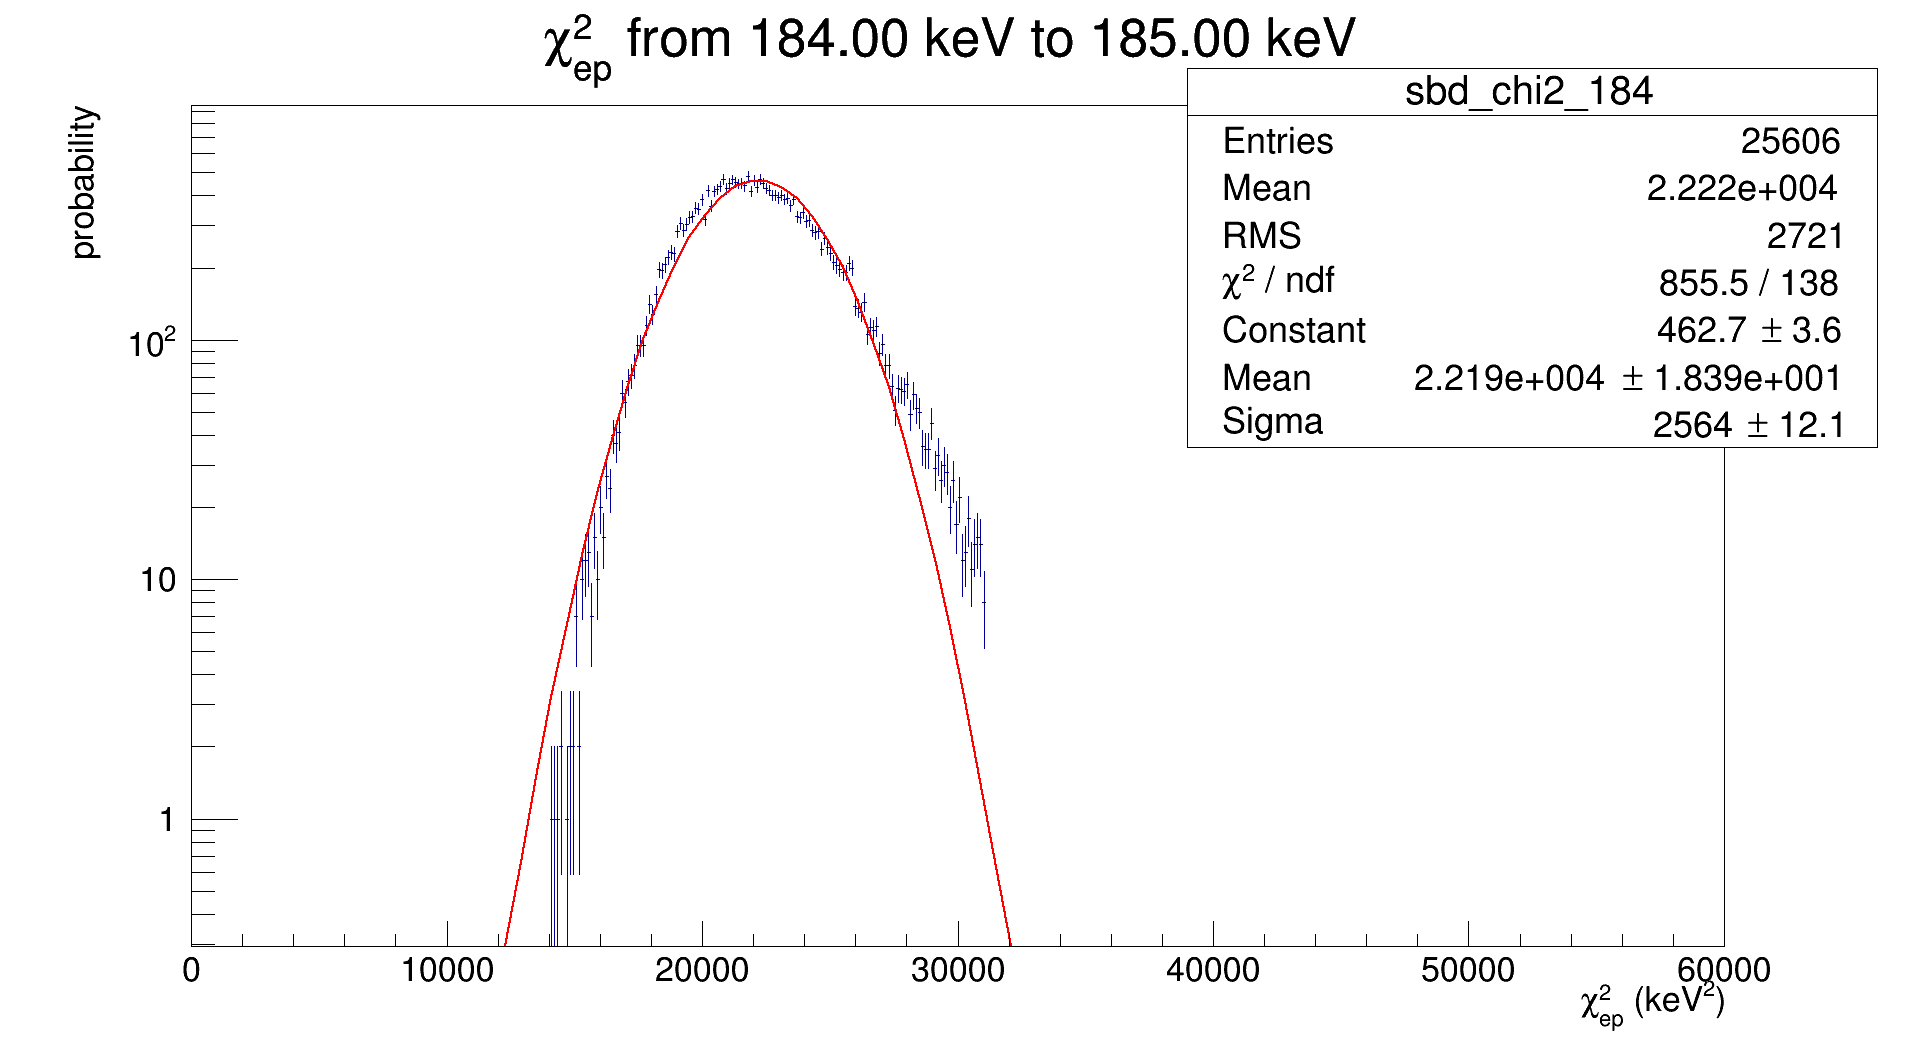 χ²ep from 184.00 keV to 185.00 keV
sbd_chi2_184
Entries 25606
Mean 2.222e+004
RMS 2721
χ² / ndf 855.5 / 138
Constant 462.7 ± 3.6
Mean 2.219e+004 ± 1.839e+001
Sigma 2564 ± 12.1
probability
10²
10
1
0 10000 20000 30000 40000 50000 60000
χ²ep (keV²)